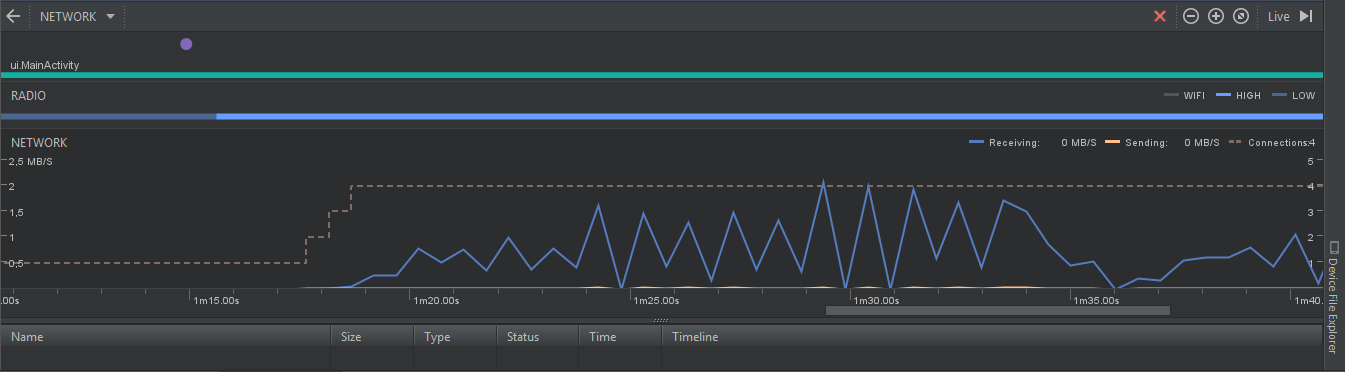 NETWORK Live
ui.MainActivity
RADIO WIFI HIGH LOW
NETWORK Receiving: 0 MB/S Sending: 0 MB/S Connections:4
2,5 MB/S 5
2 4
1,5 3
1 2
0,5 1
.00s 1m15.00s 1m20.00s 1m25.00s 1m30.00s 1m35.00s 1m40.
Name Size Type Status Time Timeline
Device File Explorer